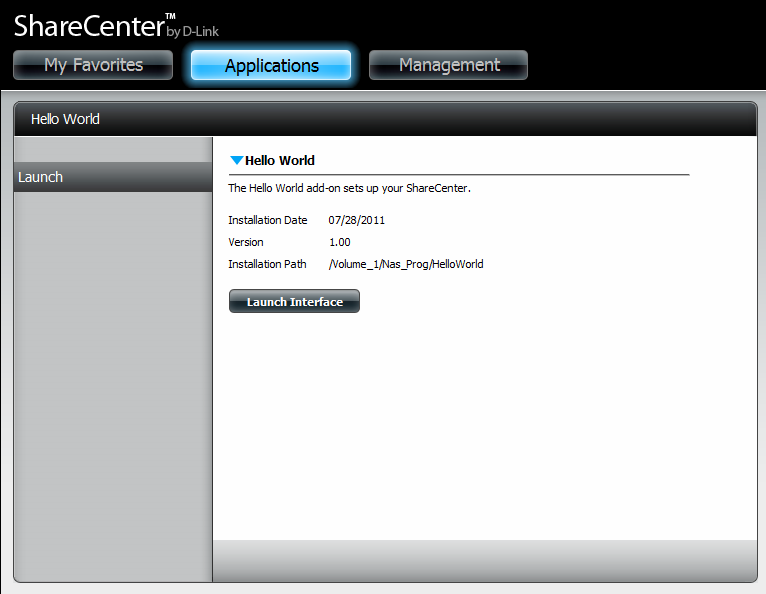 ShareCenter™ by D-Link
My Favorites Applications Management
Hello World
Launch
Hello World
The Hello World add-on sets up your ShareCenter.
Installation Date 07/28/2011
Version 1.00
Installation Path /Volume_1/Nas_Prog/HelloWorld
Launch Interface